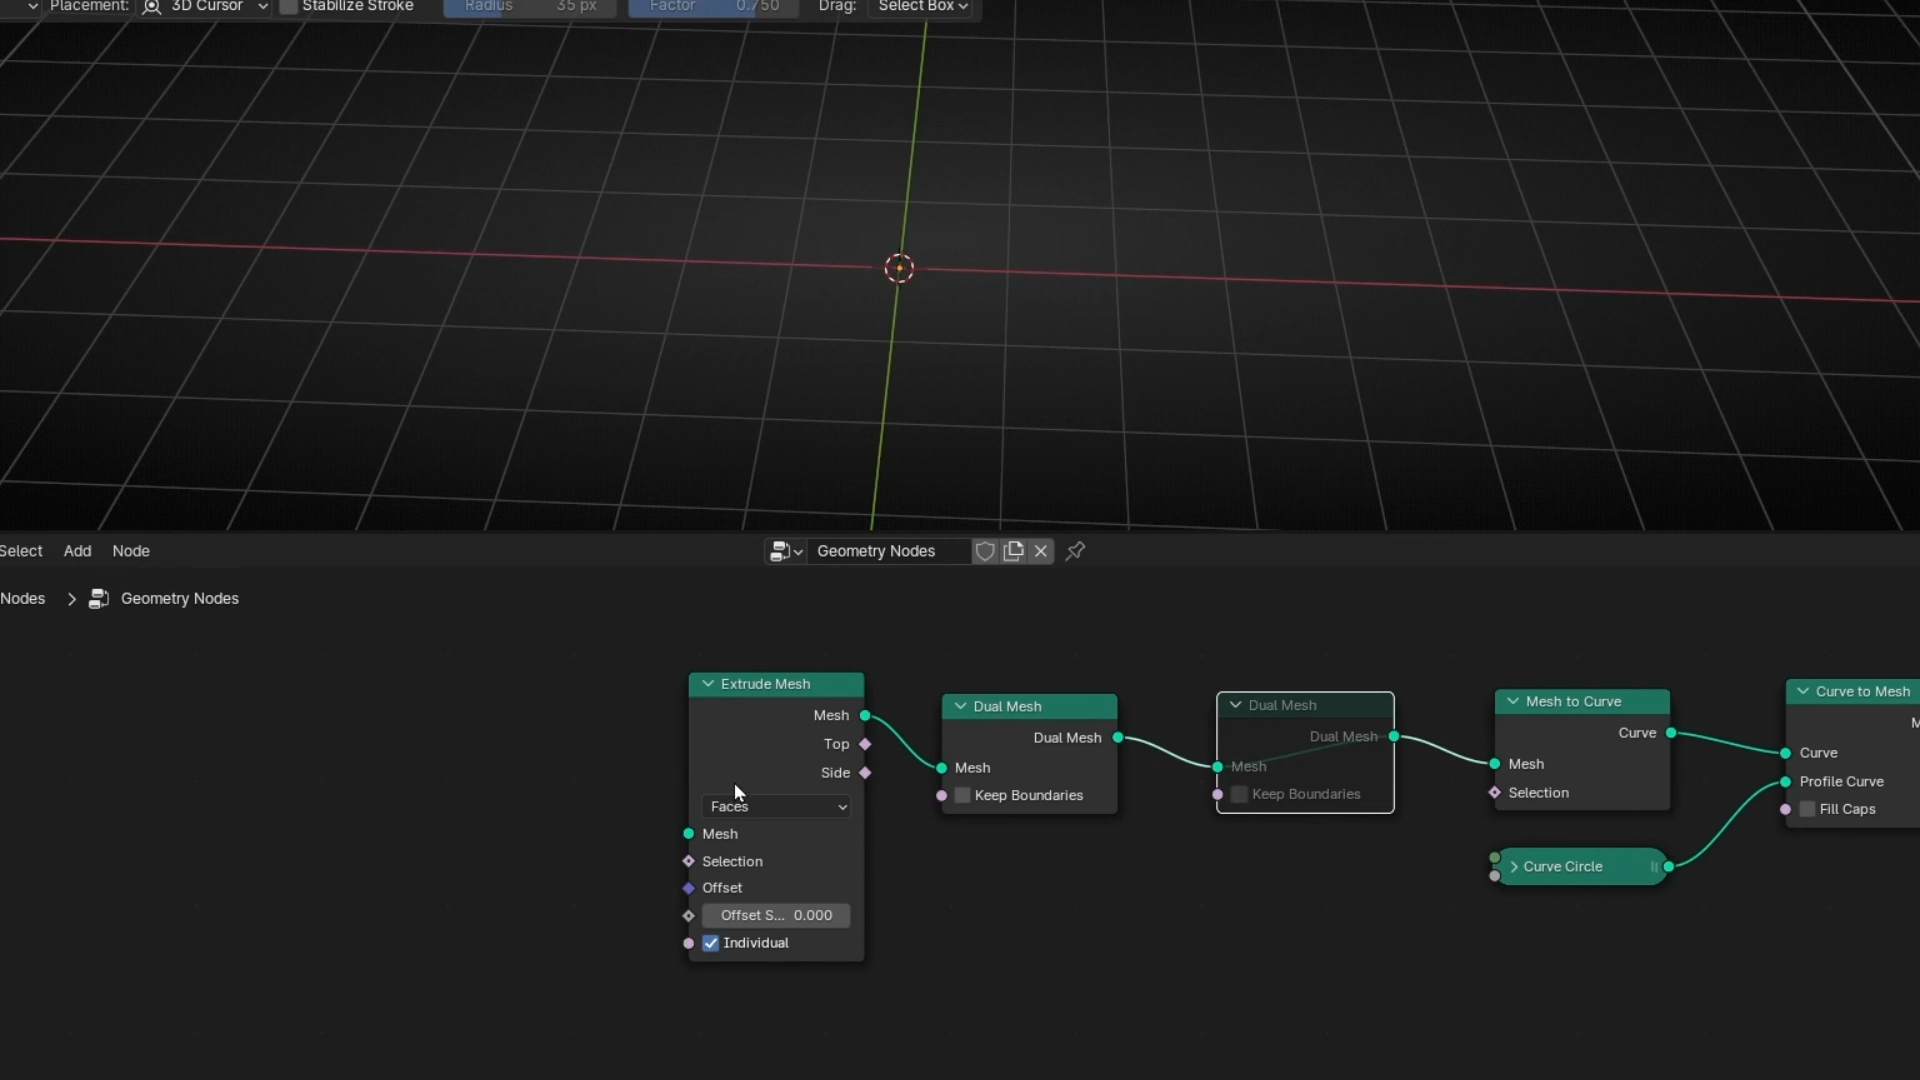 Placement: 3D Cursor Stabilize Stroke Radius 35 px Factor 0.750 Drag: Select Box
Select Add Node Geometry Nodes
Nodes > Geometry Nodes
Extrude Mesh
Mesh
Top
Side
Faces
Mesh
Selection
Offset
Offset S... 0.000
Individual
Dual Mesh
Dual Mesh
Mesh
Keep Boundaries
Dual Mesh
Dual Mesh
Mesh
Keep Boundaries
Mesh to Curve
Curve
Mesh
Selection
Curve Circle
Curve to Mesh
M
Curve
Profile Curve
Fill Caps